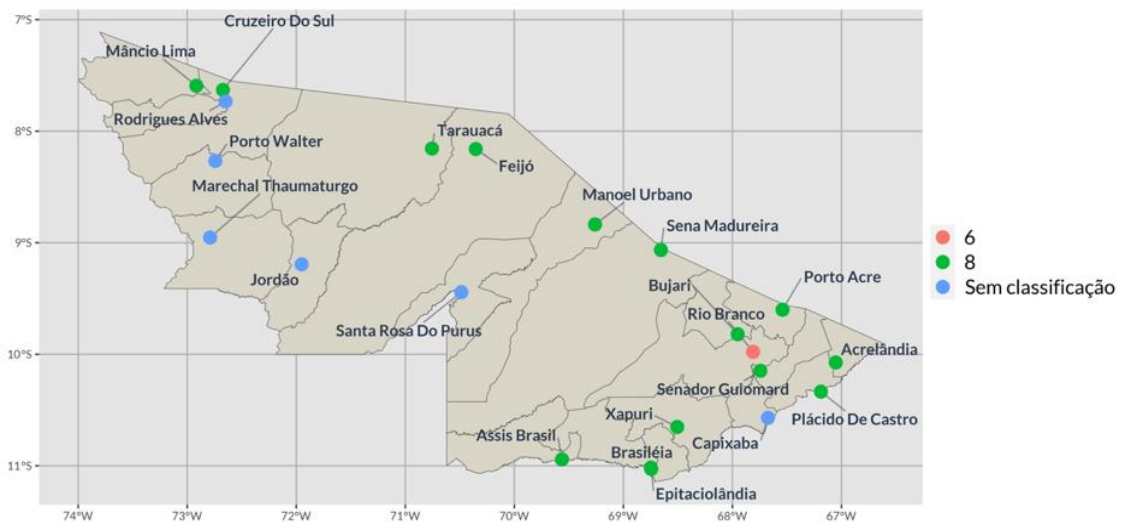 7°S
8°S
9°S
10°S
11°S
Cruzeiro Do Sul
Mâncio Lima
Rodrigues Alves
Tarauacá
Porto Walter
Feijó
Marechal Thaumaturgo
Manoel Urbano
Sena Madureira
Jordão
Porto Acre
Bujari
Rio Branco
Santa Rosa Do Purus
Acrelândia
Senador Guiomard
Xapuri
Plácido De Castro
Assis Brasil
Capixaba
Brasiléia
Epitaciolândia
74°W
73°W
72°W
71°W
70°W
69°W
68°W
67°W
6
8
Sem classificação